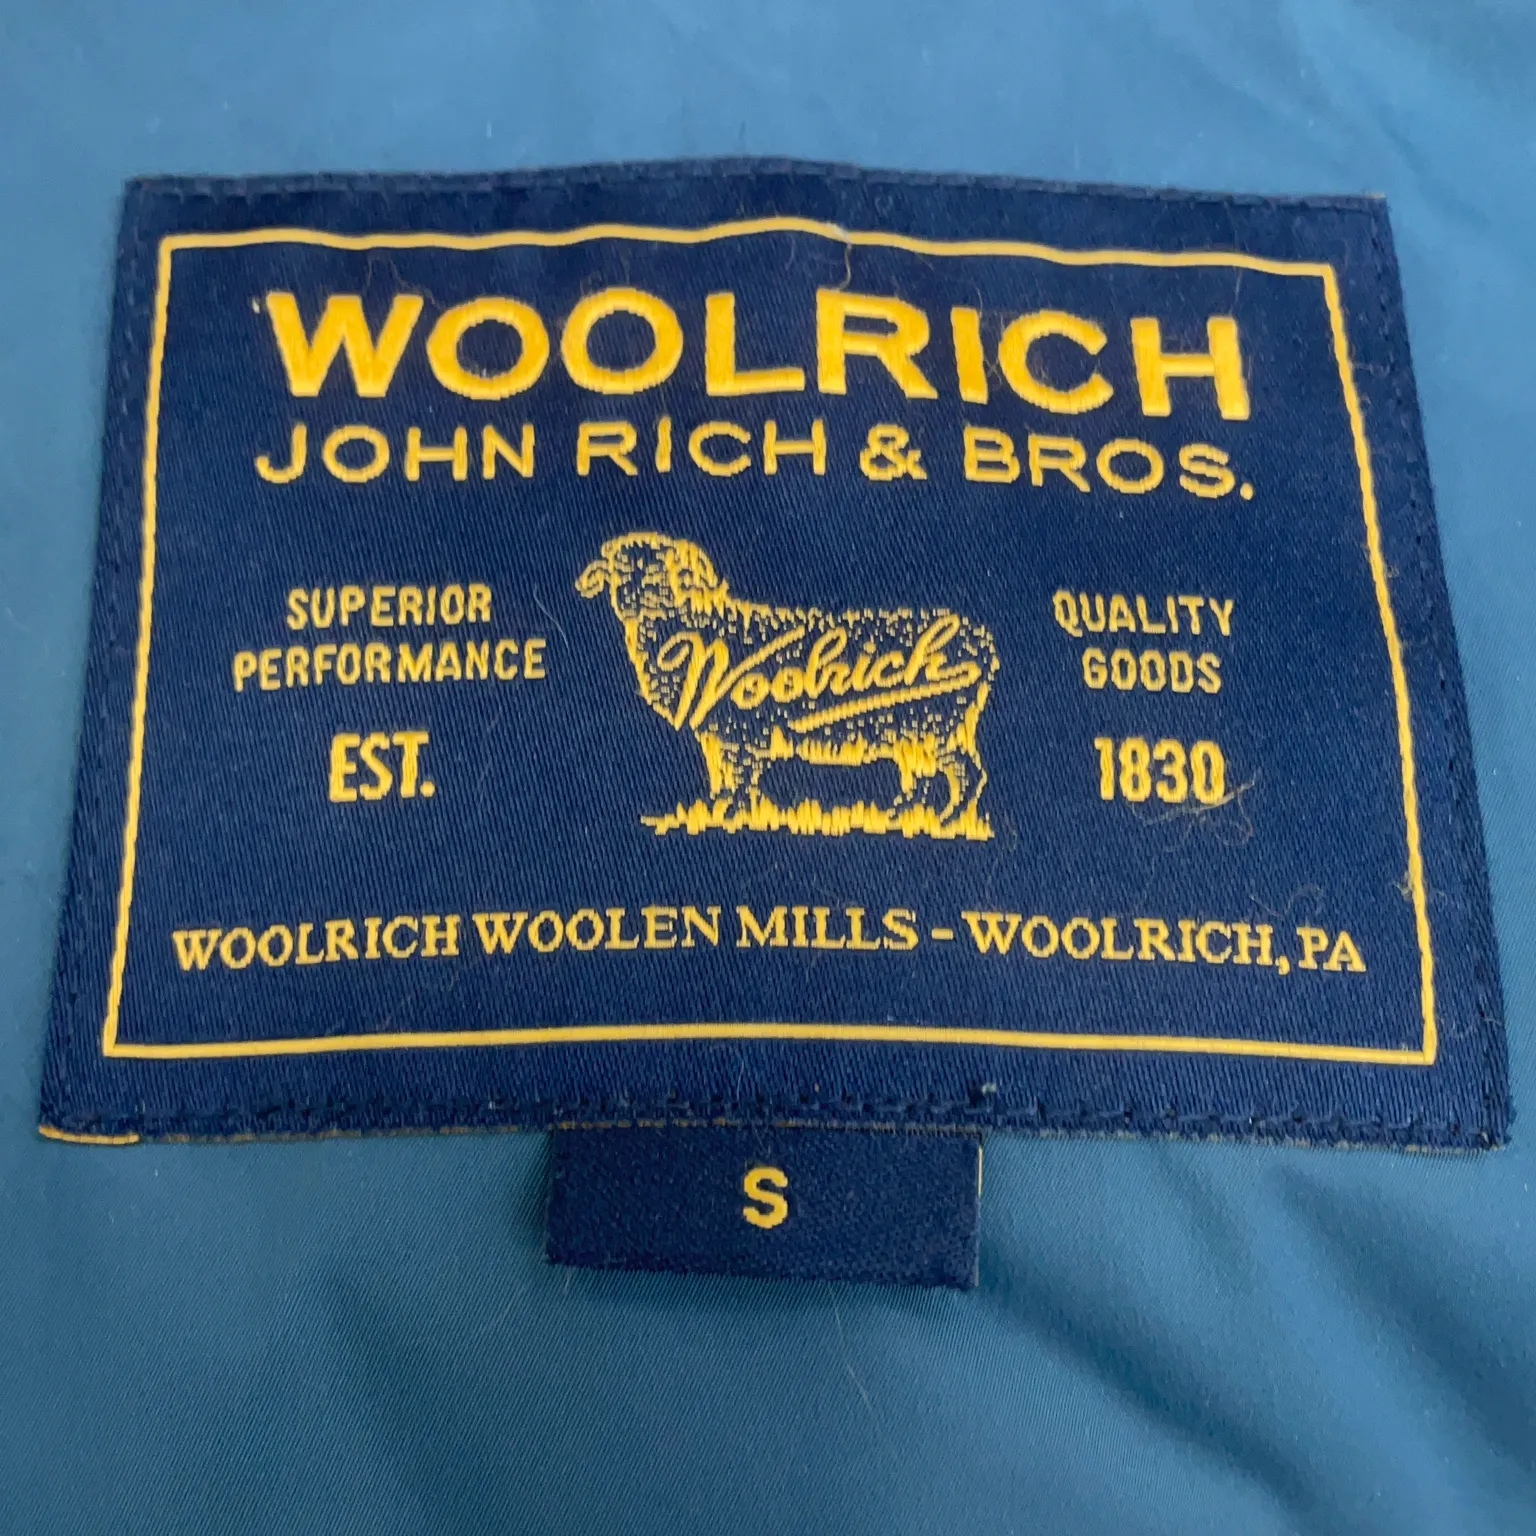 WOOLRICH
JOHN RICH & BROS.
SUPERIOR
PERFORMANCE
EST.
Woolrich
QUALITY
GOODS
1830
WOOLRICH WOOLEN MILLS - WOOLRICH, PA
S